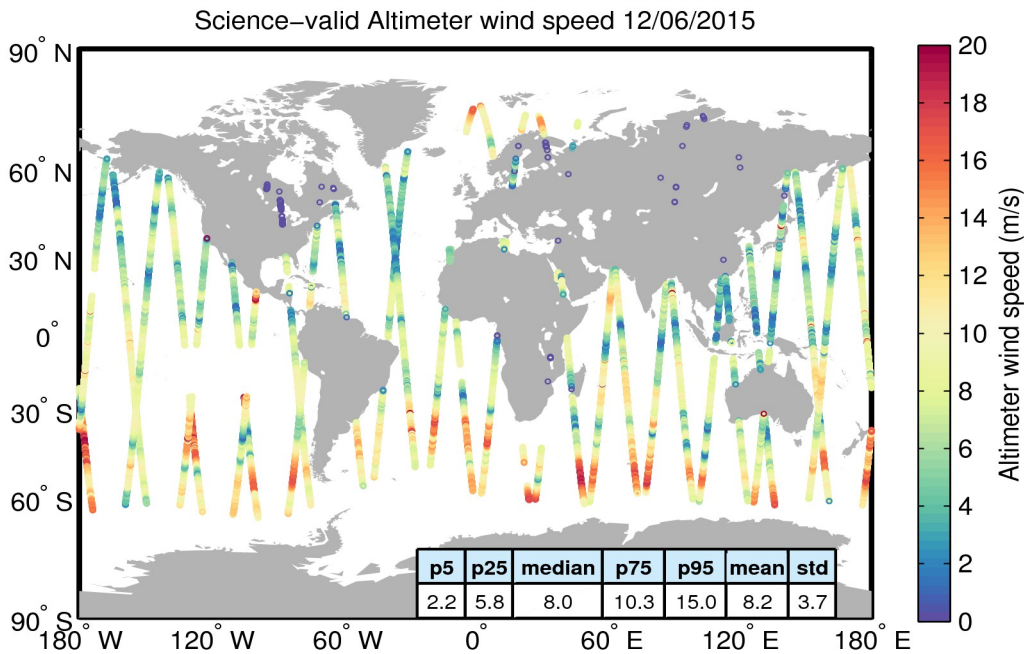 Science−valid Altimeter wind speed 12/06/2015
90° N
60° N
30° N
0°
30° S
60° S
90° S
180° W
120° W
60° W
0°
60° E
120° E
180° E
p5 p25 median p75 p95 mean std
2.2 5.8 8.0 10.3 15.0 8.2 3.7
20
18
16
14
12
10
8
6
4
2
0
Altimeter wind speed (m/s)